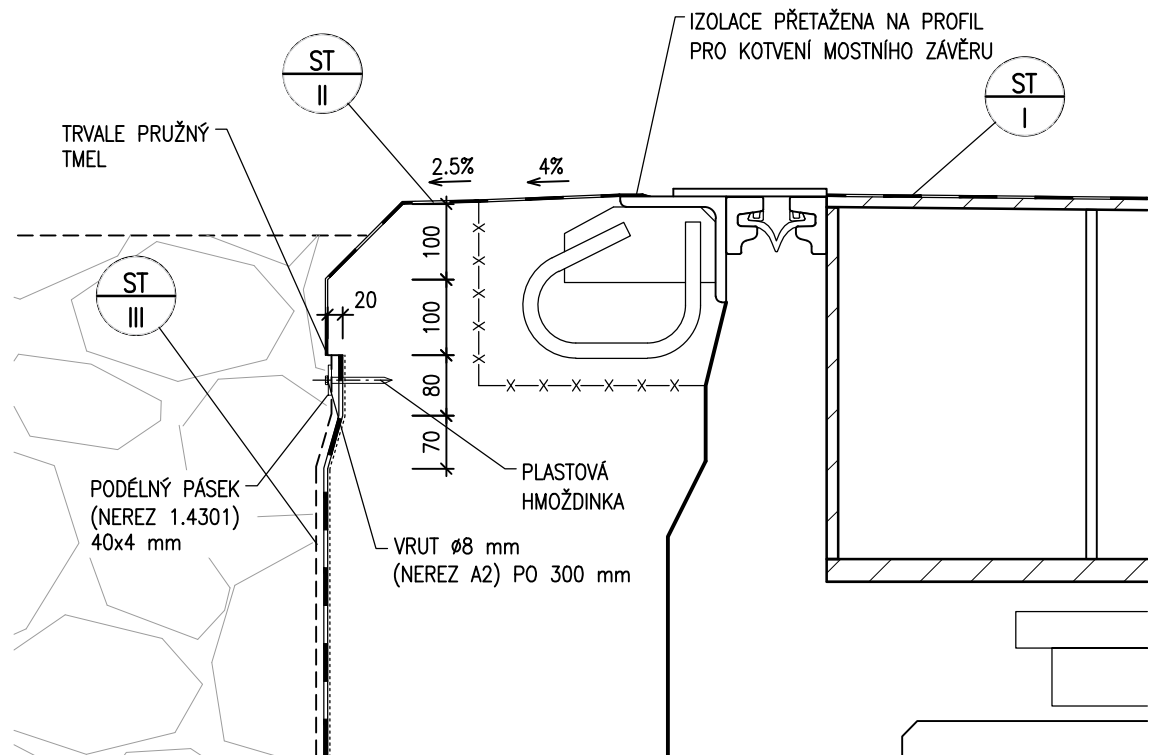 IZOLACE PŘETAŽENA NA PROFIL
PRO KOTVENÍ MOSTNÍHO ZÁVĚRU
ST
II
ST
I
TRVALE PRUŽNÝ
TMEL
2.5%
4%
100
ST
III
20
100
80
70
PLASTOVÁ
HMOŽDINKA
PODÉLNÝ PÁSEK
(NEREZ 1.4301)
40x4 mm
VRUT ø8 mm
(NEREZ A2) PO 300 mm